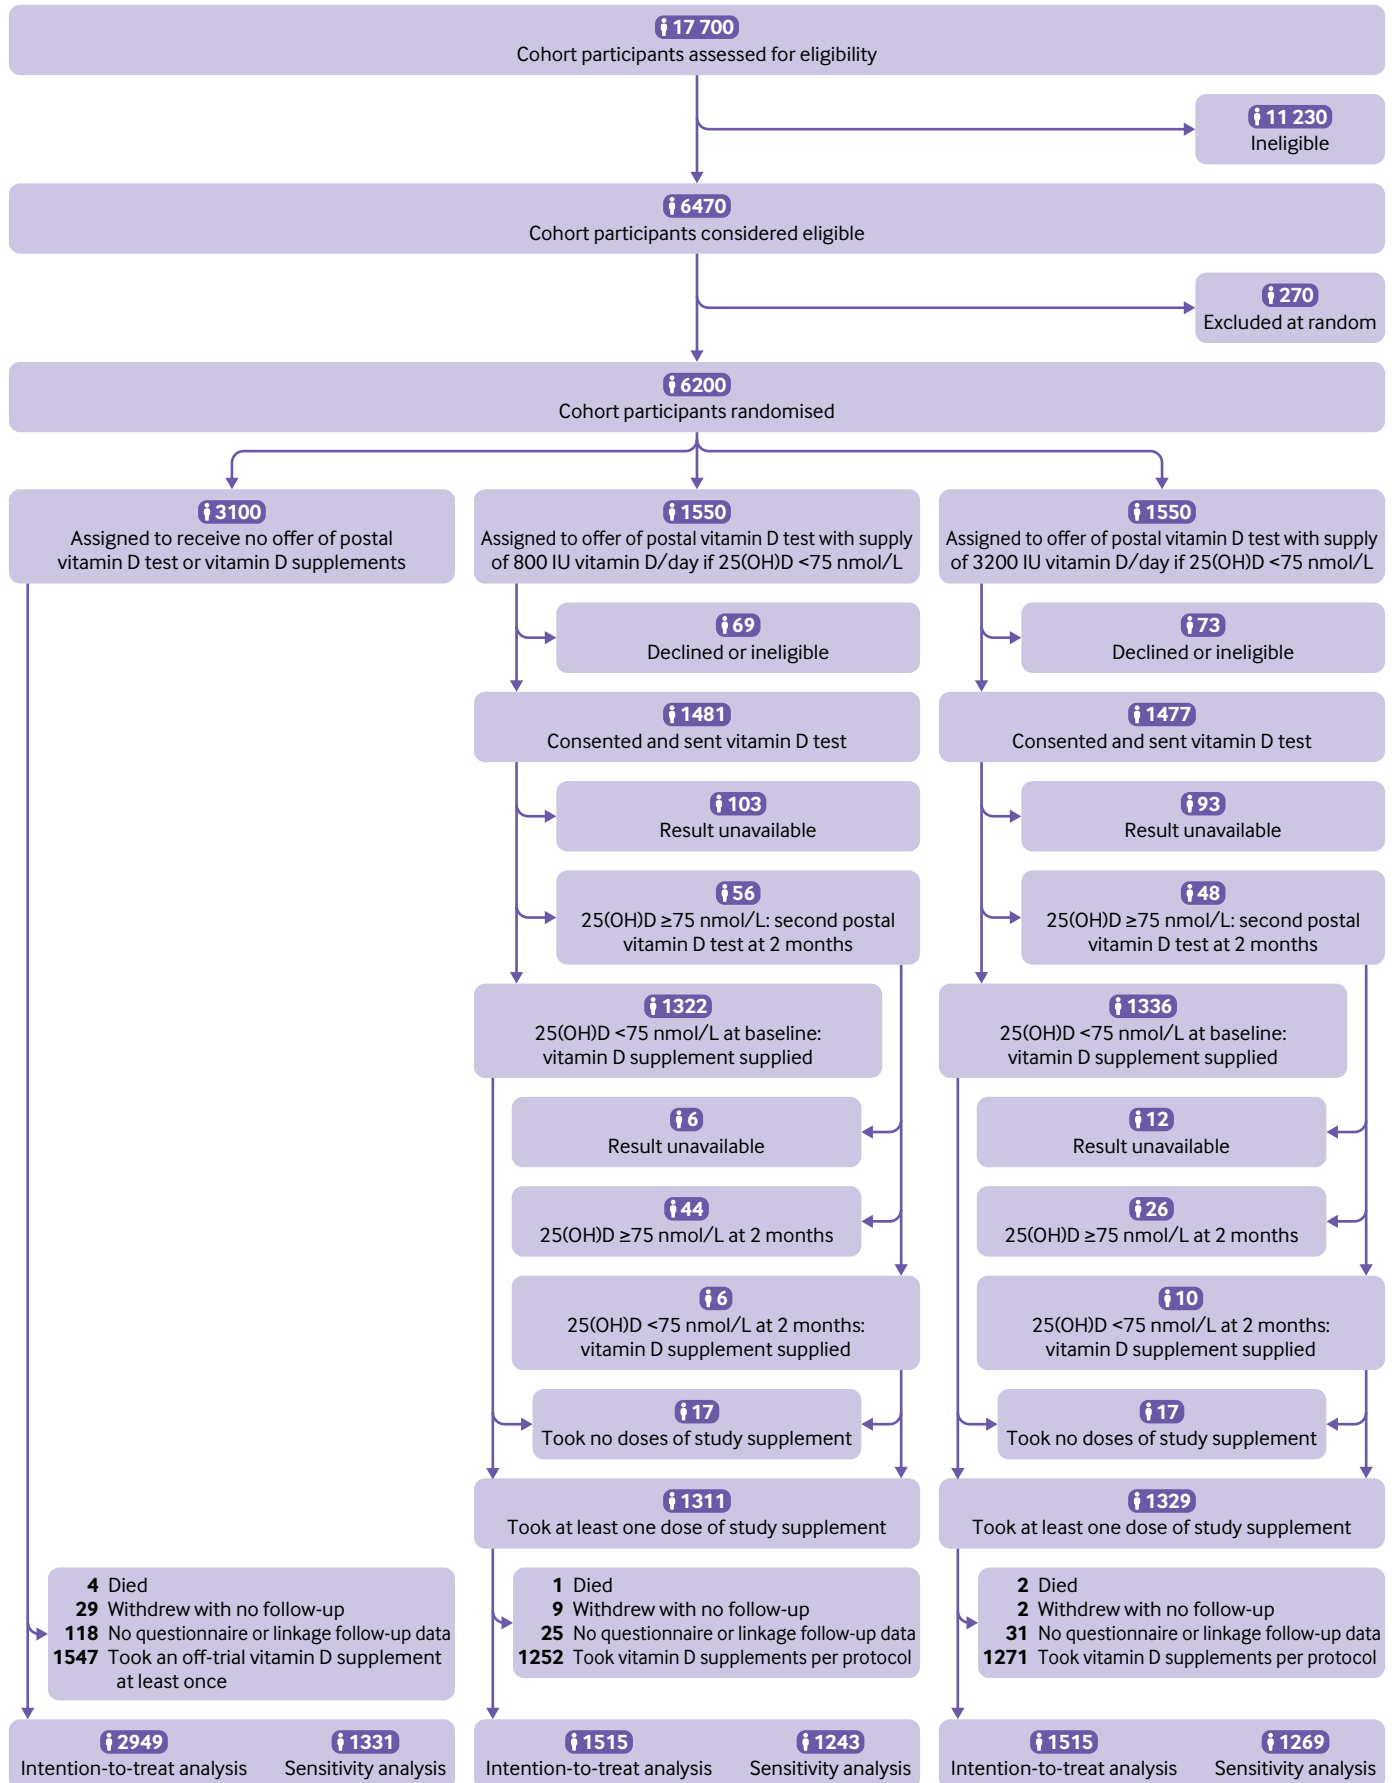 17 700
Cohort participants assessed for eligibility
11 230
Ineligible
6470
Cohort participants considered eligible
270
Excluded at random
6200
Cohort participants randomised
3100
Assigned to receive no offer of postal
vitamin D test or vitamin D supplements
1550
Assigned to offer of postal vitamin D test with supply
of 800 IU vitamin D/day if 25(OH)D <75 nmol/L
1550
Assigned to offer of postal vitamin D test with supply
of 3200 IU vitamin D/day if 25(OH)D <75 nmol/L
69
Declined or ineligible
73
Declined or ineligible
1481
Consented and sent vitamin D test
1477
Consented and sent vitamin D test
103
Result unavailable
93
Result unavailable
56
25(OH)D ≥75 nmol/L: second postal
vitamin D test at 2 months
48
25(OH)D ≥75 nmol/L: second postal
vitamin D test at 2 months
1322
25(OH)D <75 nmol/L at baseline:
vitamin D supplement supplied
1336
25(OH)D <75 nmol/L at baseline:
vitamin D supplement supplied
6
Result unavailable
12
Result unavailable
44
25(OH)D ≥75 nmol/L at 2 months
26
25(OH)D ≥75 nmol/L at 2 months
6
25(OH)D <75 nmol/L at 2 months:
vitamin D supplement supplied
10
25(OH)D <75 nmol/L at 2 months:
vitamin D supplement supplied
17
Took no doses of study supplement
17
Took no doses of study supplement
1311
Took at least one dose of study supplement
1329
Took at least one dose of study supplement
4 Died
29 Withdrew with no follow-up
118 No questionnaire or linkage follow-up data
1547 Took an off-trial vitamin D supplement
at least once
1 Died
9 Withdrew with no follow-up
25 No questionnaire or linkage follow-up data
1252 Took vitamin D supplements per protocol
2 Died
2 Withdrew with no follow-up
31 No questionnaire or linkage follow-up data
1271 Took vitamin D supplements per protocol
2949
Intention-to-treat analysis
1331
Sensitivity analysis
1515
Intention-to-treat analysis
1243
Sensitivity analysis
1515
Intention-to-treat analysis
1269
Sensitivity analysis